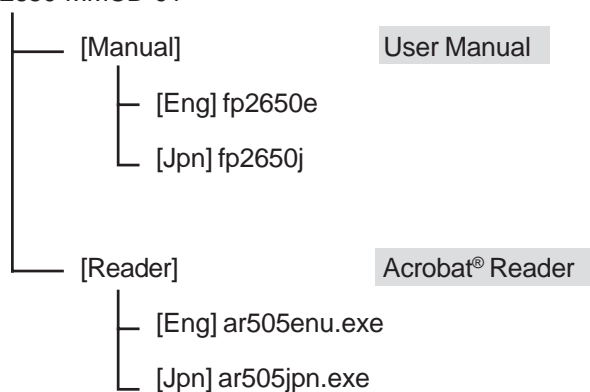 [Manual] User Manual
[Eng] fp2650e
[Jpn] fp2650j
[Reader] Acrobat® Reader
[Eng] ar505enu.exe
[Jpn] ar505jpn.exe